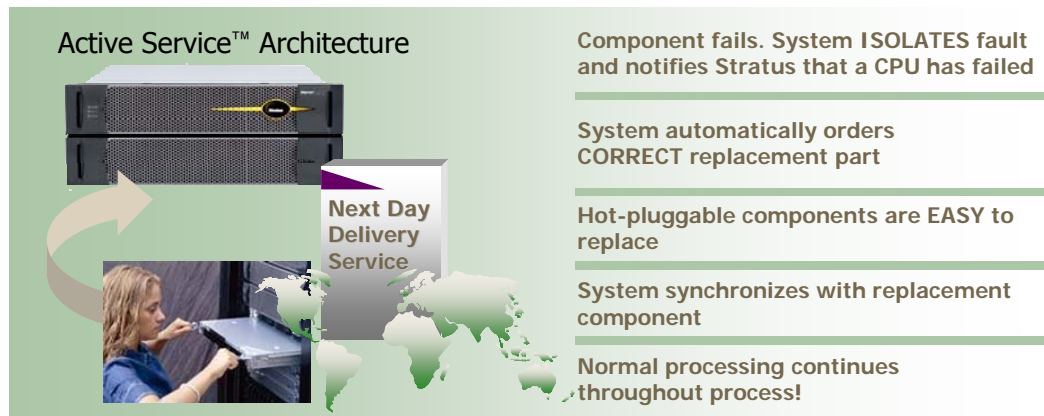 Active Service™ Architecture
Next Day
Delivery
Service
Component fails. System ISOLATES fault
and notifies Stratus that a CPU has failed
System automatically orders
CORRECT replacement part
Hot-pluggable components are EASY to
replace
System synchronizes with replacement
component
Normal processing continues
throughout process!